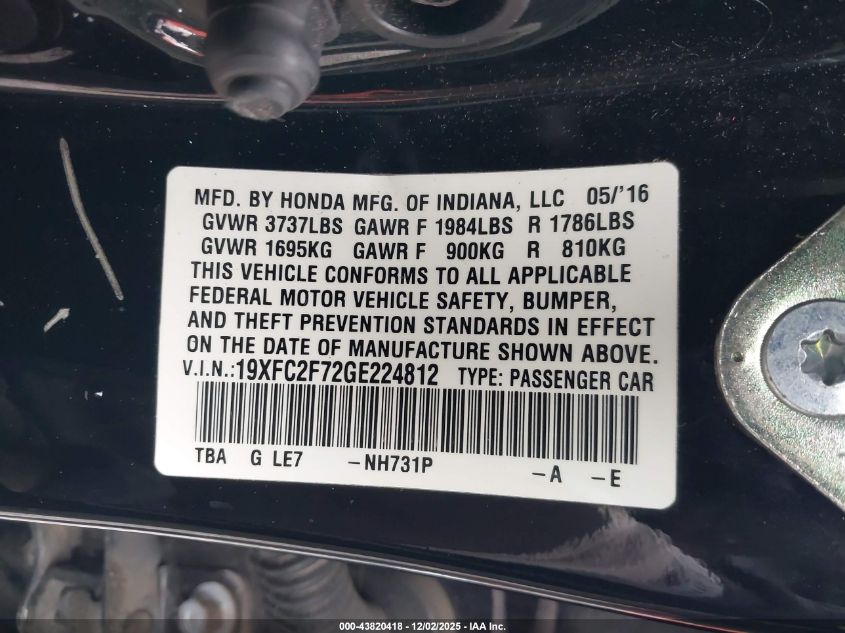 MFD. BY HONDA MFG. OF INDIANA, LLC 05/'16
GVWR 3737LBS GAWR F 1984LBS R 1786LBS
GVWR 1695KG GAWR F 900KG R 810KG
THIS VEHICLE CONFORMS TO ALL APPLICABLE
FEDERAL MOTOR VEHICLE SAFETY, BUMPER,
AND THEFT PREVENTION STANDARDS IN EFFECT
ON THE DATE OF MANUFACTURE SHOWN ABOVE.
V.I.N.:19XFC2F72GE224812 TYPE: PASSENGER CAR
TBA G LE7 -NH731P -A -E
000-43820418 - 12/02/2025 - IAA Inc.